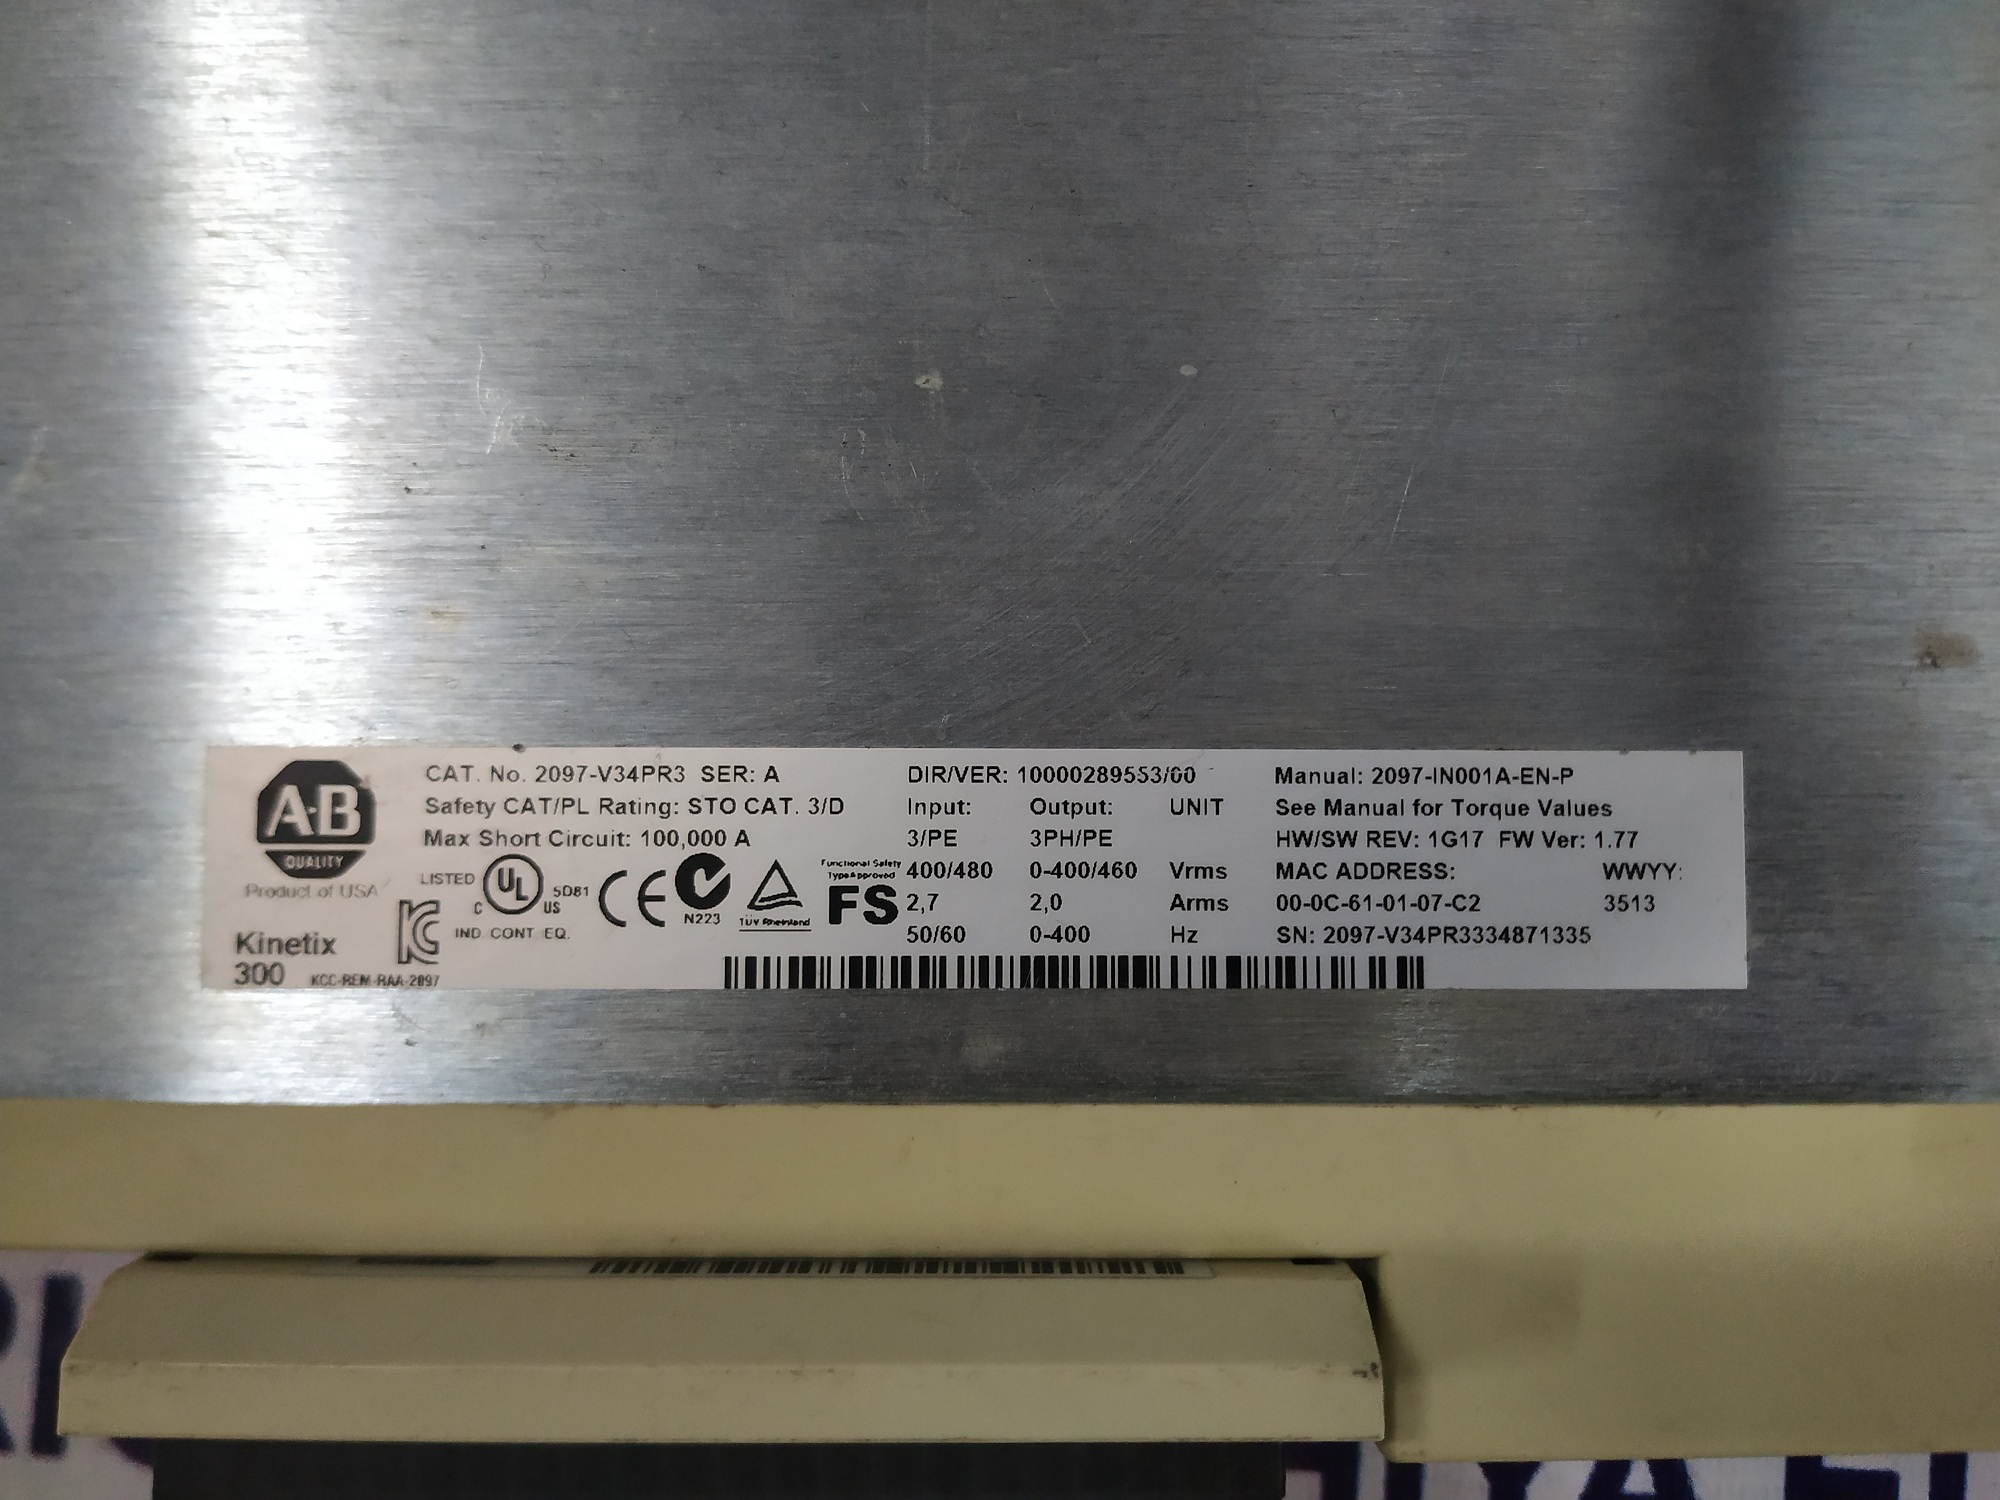 A-B
QUALITY
Product of USA
Kinetix
300
KCC-REM-RAA-2097
CAT. No. 2097-V34PR3 SER: A
Safety CAT/PL Rating: STO CAT. 3/D
Max Short Circuit: 100,000 A
LISTED
C UL US
5D81
IND CONT EQ.
CE
N223
TÜV Rheinland
Functional Safety
Type Approved
FS
DIR/VER: 10000289553/00
Input: Output: UNIT
3/PE 3PH/PE
400/480 0-400/460 Vrms
2,7 2,0 Arms
50/60 0-400 Hz
Manual: 2097-IN001A-EN-P
See Manual for Torque Values
HW/SW REV: 1G17 FW Ver: 1.77
MAC ADDRESS: WWYY:
00-0C-61-01-07-C2 3513
SN: 2097-V34PR3334871335